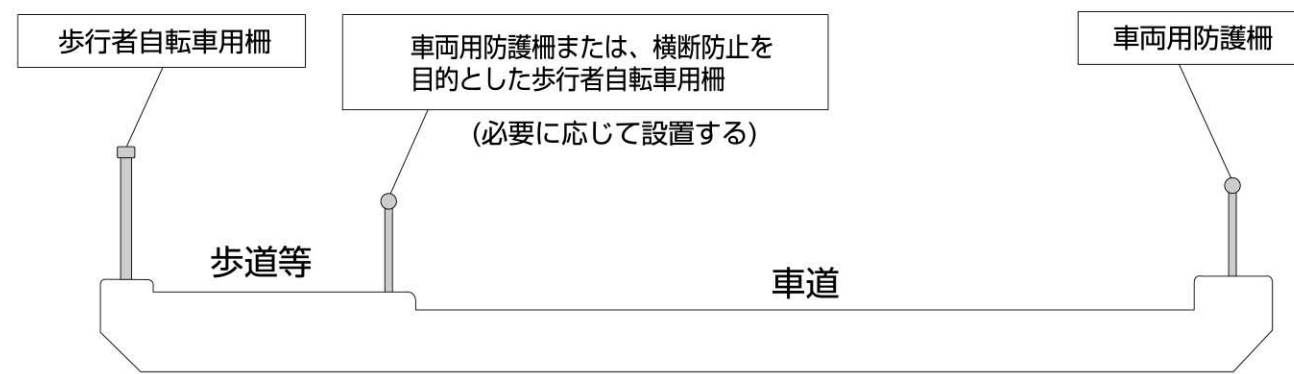 歩行者自転車用柵
車両用防護柵または、横断防止を
目的とした歩行者自転車用柵
(必要に応じて設置する)
車両用防護柵
歩道等
車道